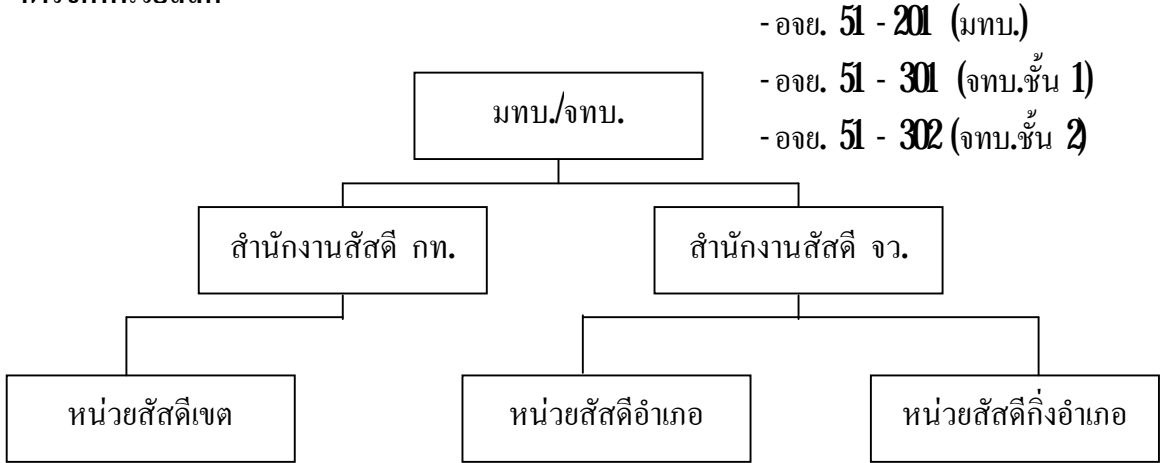 - อจย. 51 - 201 (มทบ.)
- อจย. 51 - 301 (จทบ.ชั้น 1)
- อจย. 51 - 302 (จทบ.ชั้น 2)
มทบ./จทบ.
สำนักงานสัสดี กท.
สำนักงานสัสดี จว.
หน่วยสัสดีเขต
หน่วยสัสดีอำเภอ
หน่วยสัสดีกิ่งอำเภอ